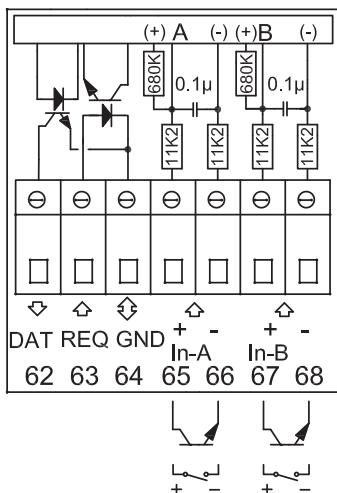 (+) A (-) (+) B (-)
680K 0.1µ 680K 0.1µ
11K2 11K2 11K2 11K2
DAT REQ GND + - + -
In-A In-B
62 63 64 65 66 67 68
+ - + -